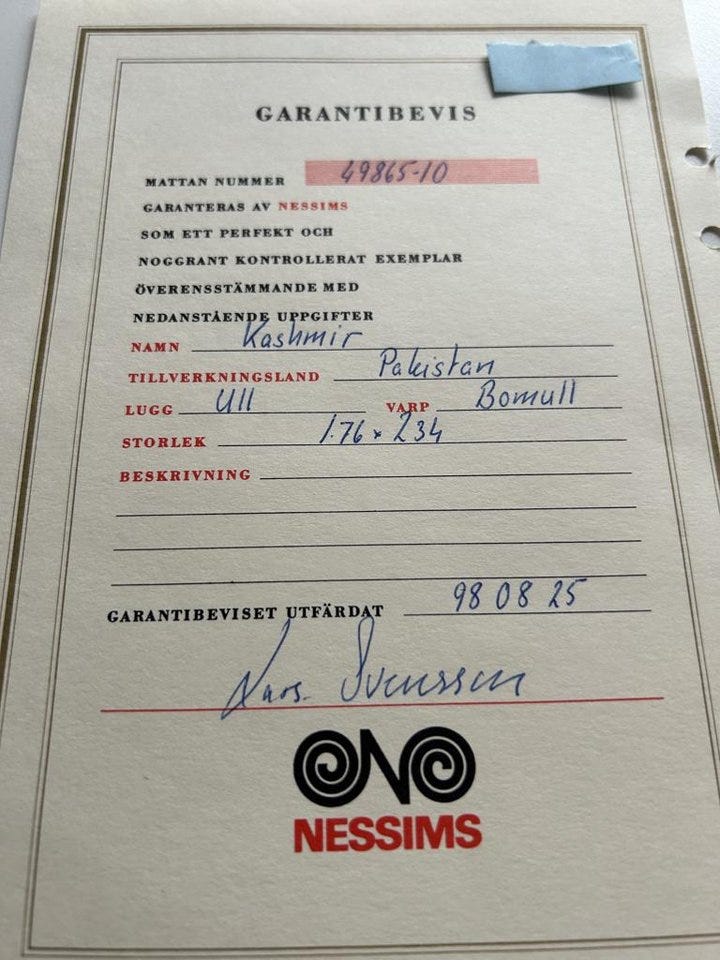 GARANTIBEVIS
MATTAN NUMMER 49865-10
GARANTERAS AV NESSIMS
SOM ETT PERFEKT OCH
NOGGRANT KONTROLLERAT EXEMPLAR
ÖVERENSSTÄMMANDE MED
NEDANSTÅENDE UPPGIFTER
NAMN Kashmir
TILLVERKNINGSLAND Pakistan
LUGG Ull VARP Bomull
STORLEK 1.76 x 234
BESKRIVNING
GARANTIBEVISET UTFÄRDAT 98 08 25
Lars Svensson
NESSIMS